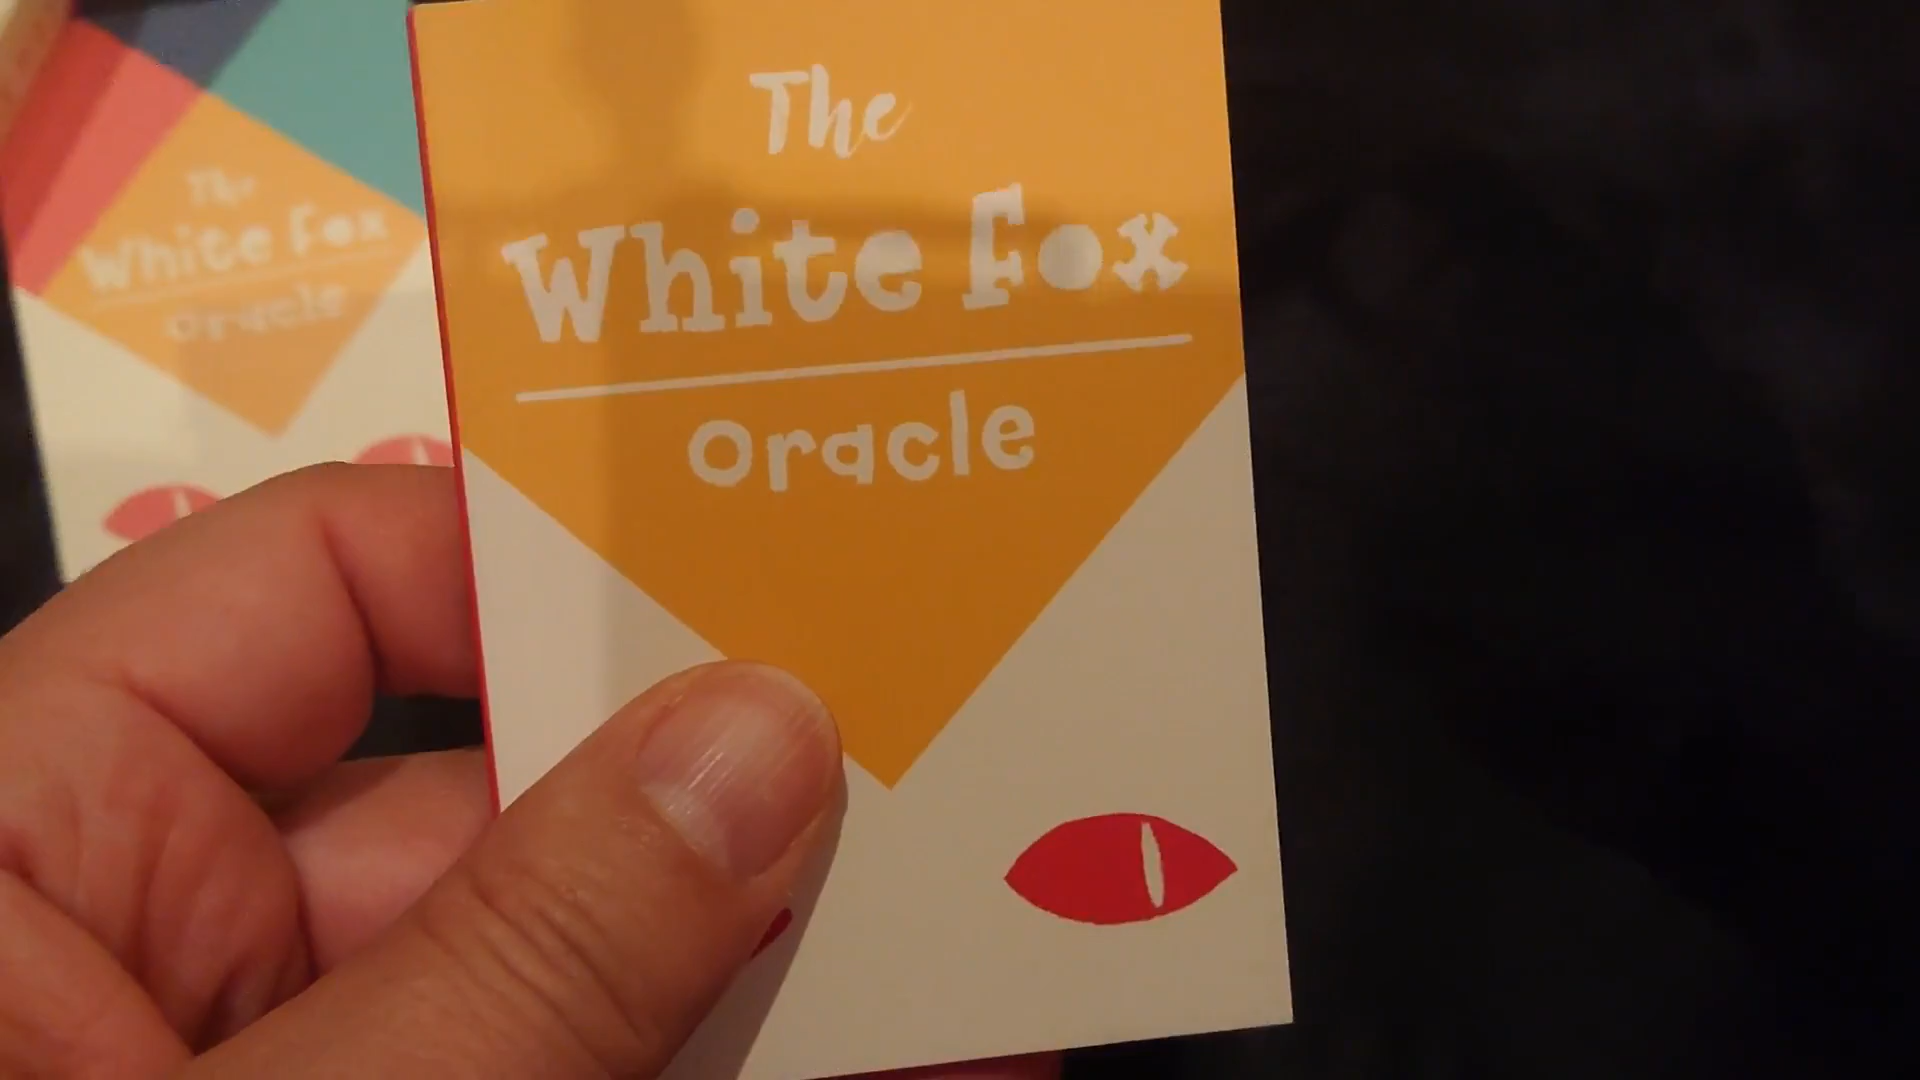 The
White Fox
Oracle
The
White Fox
Oracle